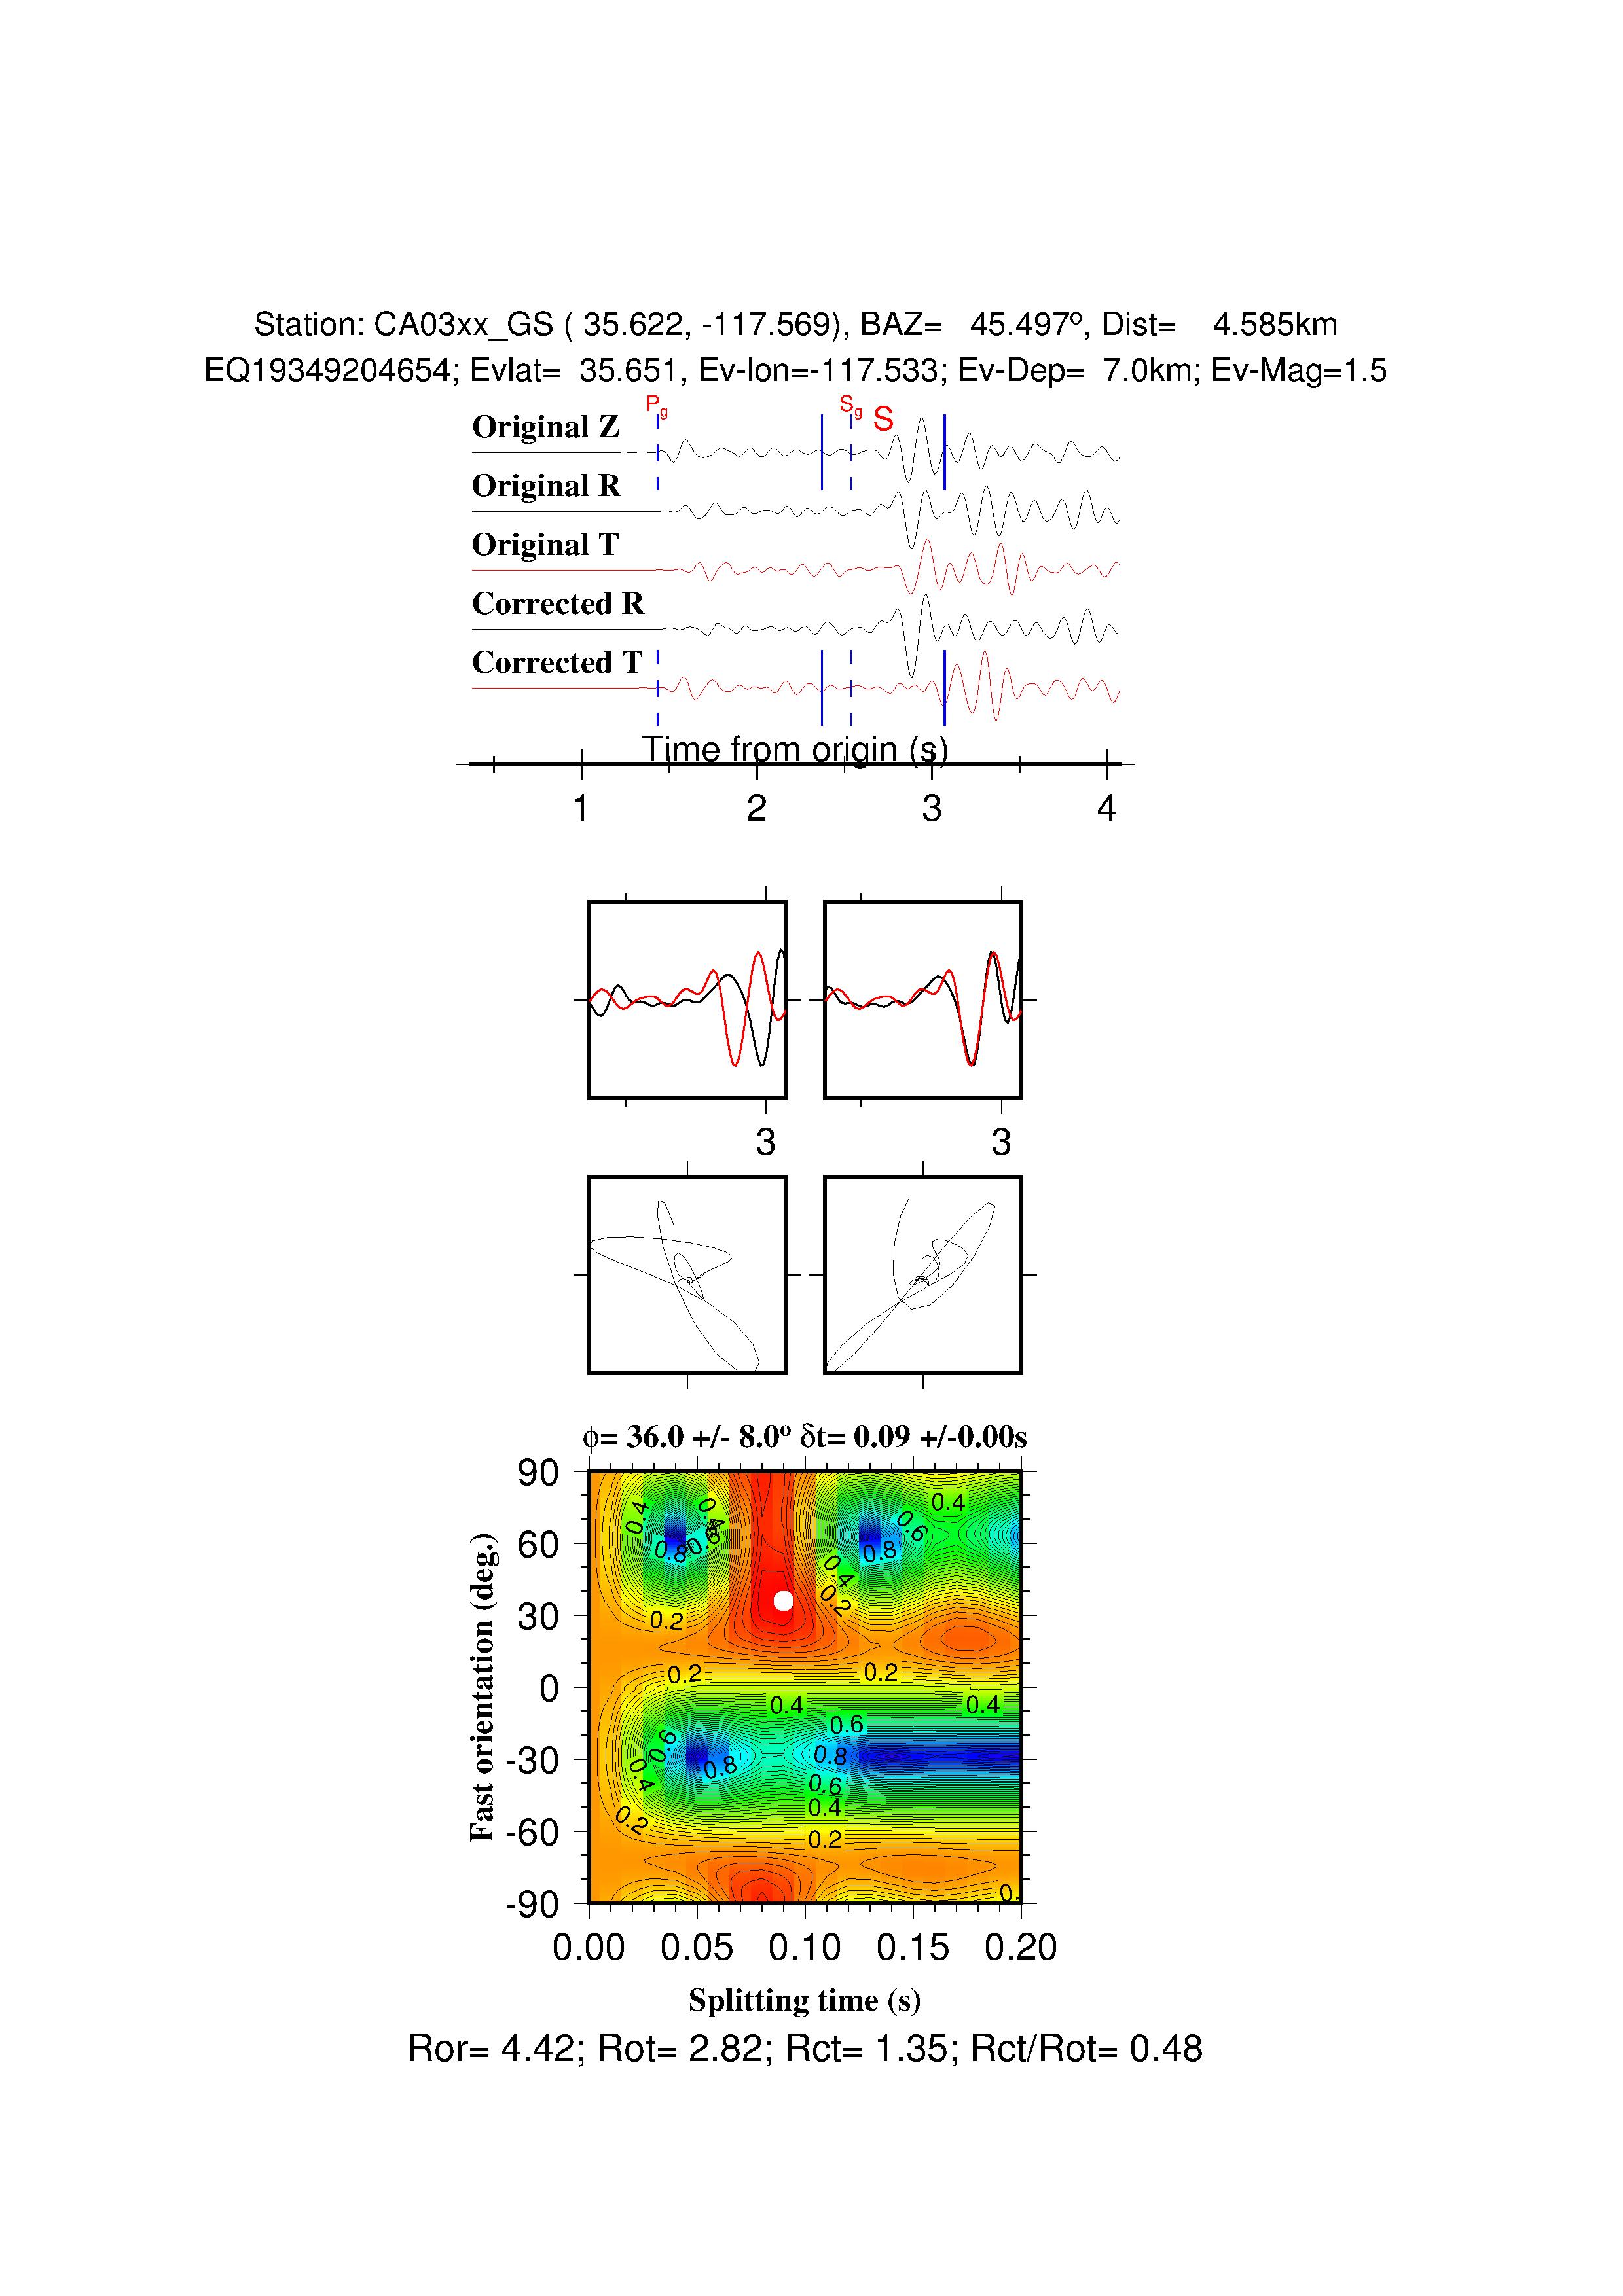 Station: CA03xx_GS ( 35.622, -117.569), BAZ= 45.497º, Dist= 4.585km
EQ19349204654; Evlat= 35.651, Ev-lon=-117.533; Ev-Dep= 7.0km; Ev-Mag=1.5
Pg Sg S
Original Z
Original R
Original T
Corrected R
Corrected T
Time from origin (s)
1 2 3 4
3 3
ϕ= 36.0 +/- 8.0º δt= 0.09 +/-0.00s
90
60
30
0
-30
-60
-90
Fast orientation (deg.)
0.4 0.4 0.4
0.8 0.6 0.8 0.6
0.4
0.2 0.2
0.2 0.2
0.4 0.4
0.6 0.6
0.8 0.8
0.4 0.6
0.4
0.2 0.2
0.
0.00 0.05 0.10 0.15 0.20
Splitting time (s)
Ror= 4.42; Rot= 2.82; Rct= 1.35; Rct/Rot= 0.48